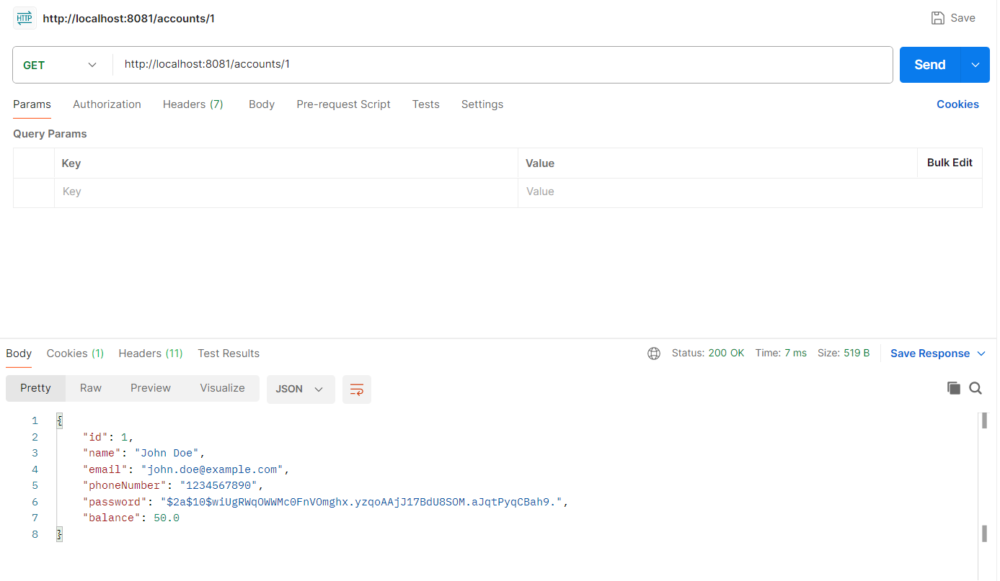 HTTP http://localhost:8081/accounts/1 Save
GET http://localhost:8081/accounts/1 Send
Params Authorization Headers (7) Body Pre-request Script Tests Settings Cookies
Query Params
Key Value Bulk Edit
Key Value
Body Cookies (1) Headers (11) Test Results Status: 200 OK Time: 7 ms Size: 519 B Save Response
Pretty Raw Preview Visualize JSON
1 {
2 "id": 1,
3 "name": "John Doe",
4 "email": "john.doe@example.com",
5 "phoneNumber": "1234567890",
6 "password": "$2a$10$wiUgRWqOWWMc0FnVOmghx.yzqoAAjJ17BdU8SOM.aJqtPyqCBah9.",
7 "balance": 50.0
8 }